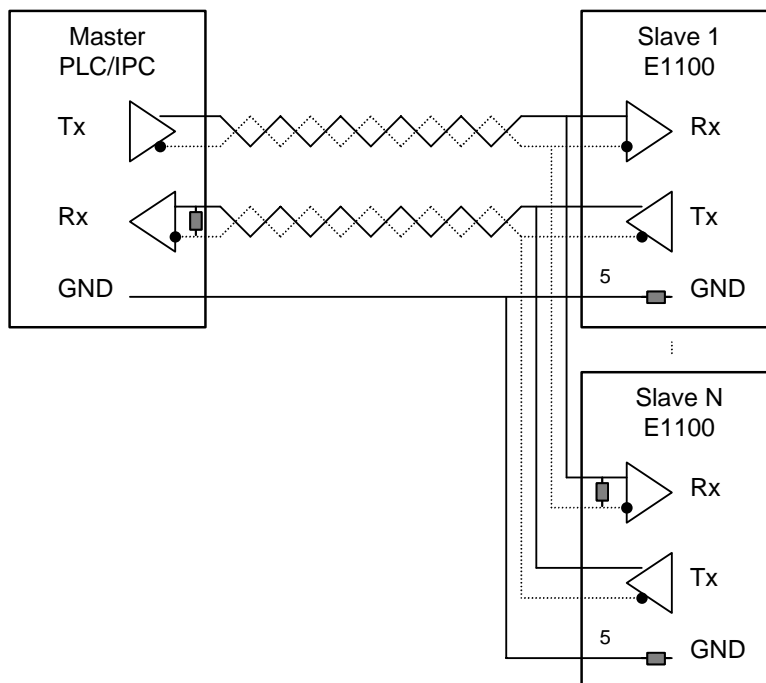 Master
PLC/IPC
Tx
Rx
GND
Slave 1
E1100
Rx
Tx
5
GND
Slave N
E1100
Rx
Tx
5
GND